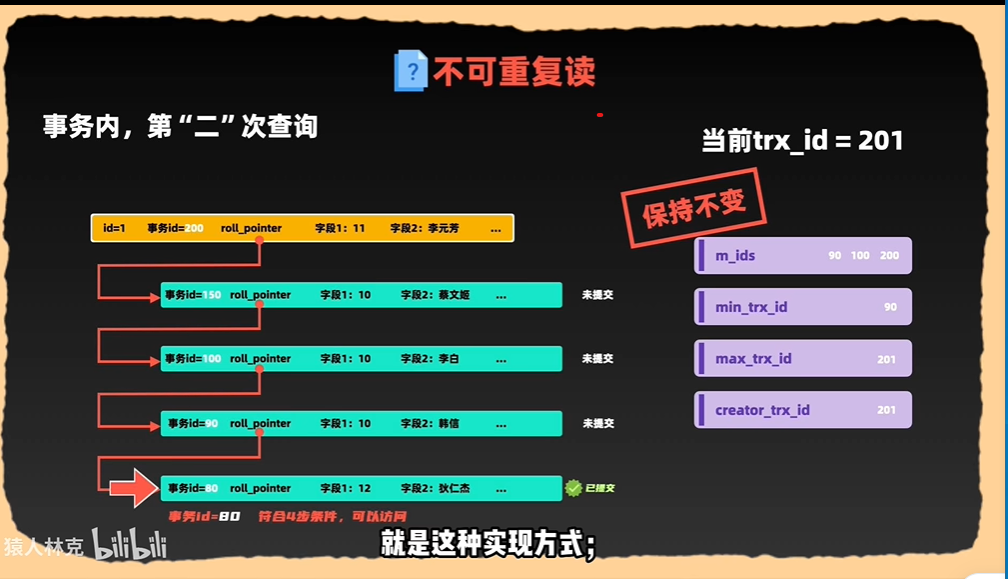 不可重复读
事务内，第“二”次查询
当前trx_id = 201
保持不变
id=1 事务id=200 roll_pointer 字段1：11 字段2：李元芳 ...
事务id=150 roll_pointer 字段1：10 字段2：蔡文姬 ... 未提交
事务id=100 roll_pointer 字段1：10 字段2：李白 ... 未提交
事务id=90 roll_pointer 字段1：10 字段2：韩信 ... 未提交
事务id=80 roll_pointer 字段1：12 字段2：狄仁杰 ... 已提交
事务id=80 符合4步条件，可以访问
m_ids 90 100 200
min_trx_id 90
max_trx_id 201
creator_trx_id 201
就是这种实现方式；
猿人林克 bilibili